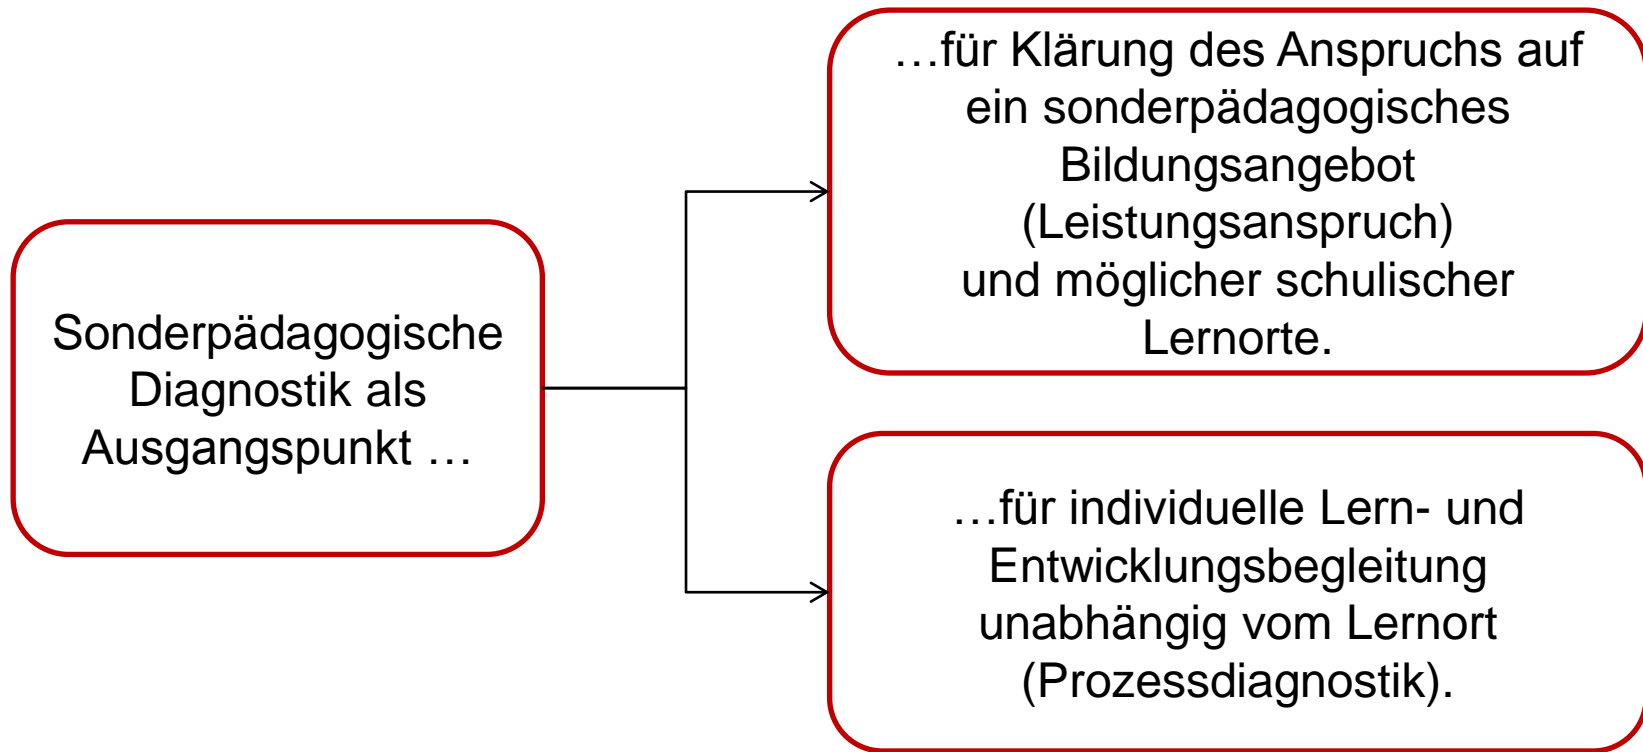 Sonderpädagogische
Diagnostik als
Ausgangspunkt …
…für Klärung des Anspruchs auf
ein sonderpädagogisches
Bildungsangebot
(Leistungsanspruch)
und möglicher schulischer
Lernorte.
…für individuelle Lern- und
Entwicklungsbegleitung
unabhängig vom Lernort
(Prozessdiagnostik).